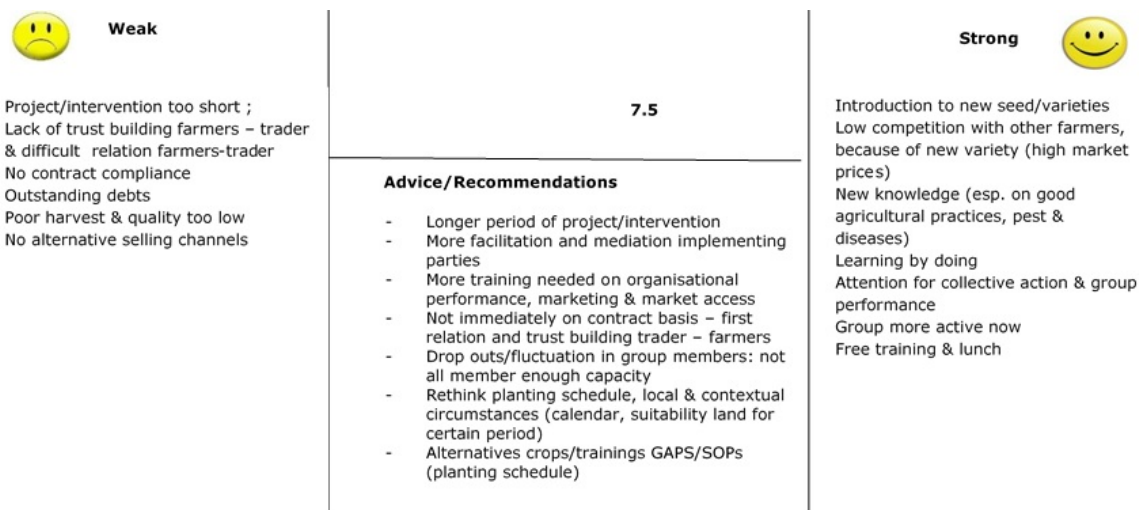 Weak
Project/intervention too short ;
Lack of trust building farmers – trader
& difficult relation farmers-trader
No contract compliance
Outstanding debts
Poor harvest & quality too low
No alternative selling channels
7.5
Advice/Recommendations
- Longer period of project/intervention
- More facilitation and mediation implementing
parties
- More training needed on organisational
performance, marketing & market access
- Not immediately on contract basis – first
relation and trust building trader – farmers
- Drop outs/fluctuation in group members: not
all member enough capacity
- Rethink planting schedule, local & contextual
circumstances (calendar, suitability land for
certain period)
- Alternatives crops/trainings GAPS/SOPs
(planting schedule)
Strong
Introduction to new seed/varieties
Low competition with other farmers,
because of new variety (high market
prices)
New knowledge (esp. on good
agricultural practices, pest &
diseases)
Learning by doing
Attention for collective action & group
performance
Group more active now
Free training & lunch